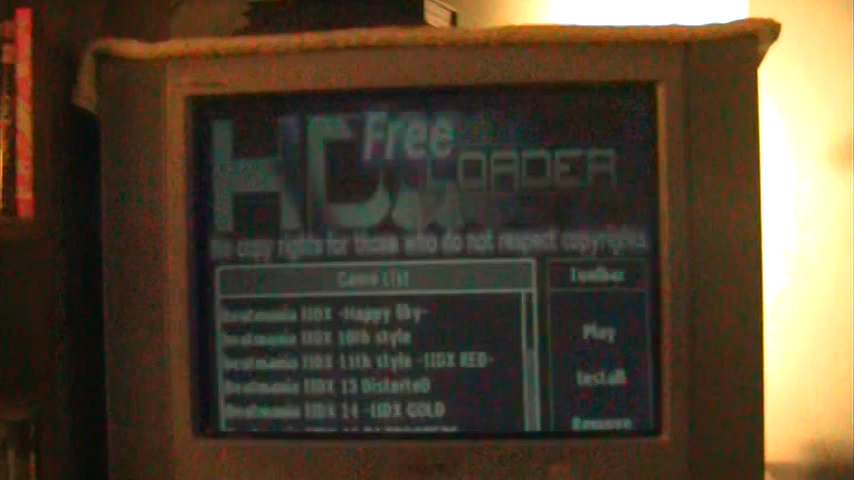 Free
HD LOADER
No copy rights for those who do not respect copyrights.
Game List
Toolbar
beatmania IIDX -Happy Sky-
beatmania IIDX 10th style
beatmania IIDX 11th style -IIDX RED-
beatmania IIDX 13 DistorteD
beatmania IIDX 14 -IIDX GOLD
Play
Install
Remove